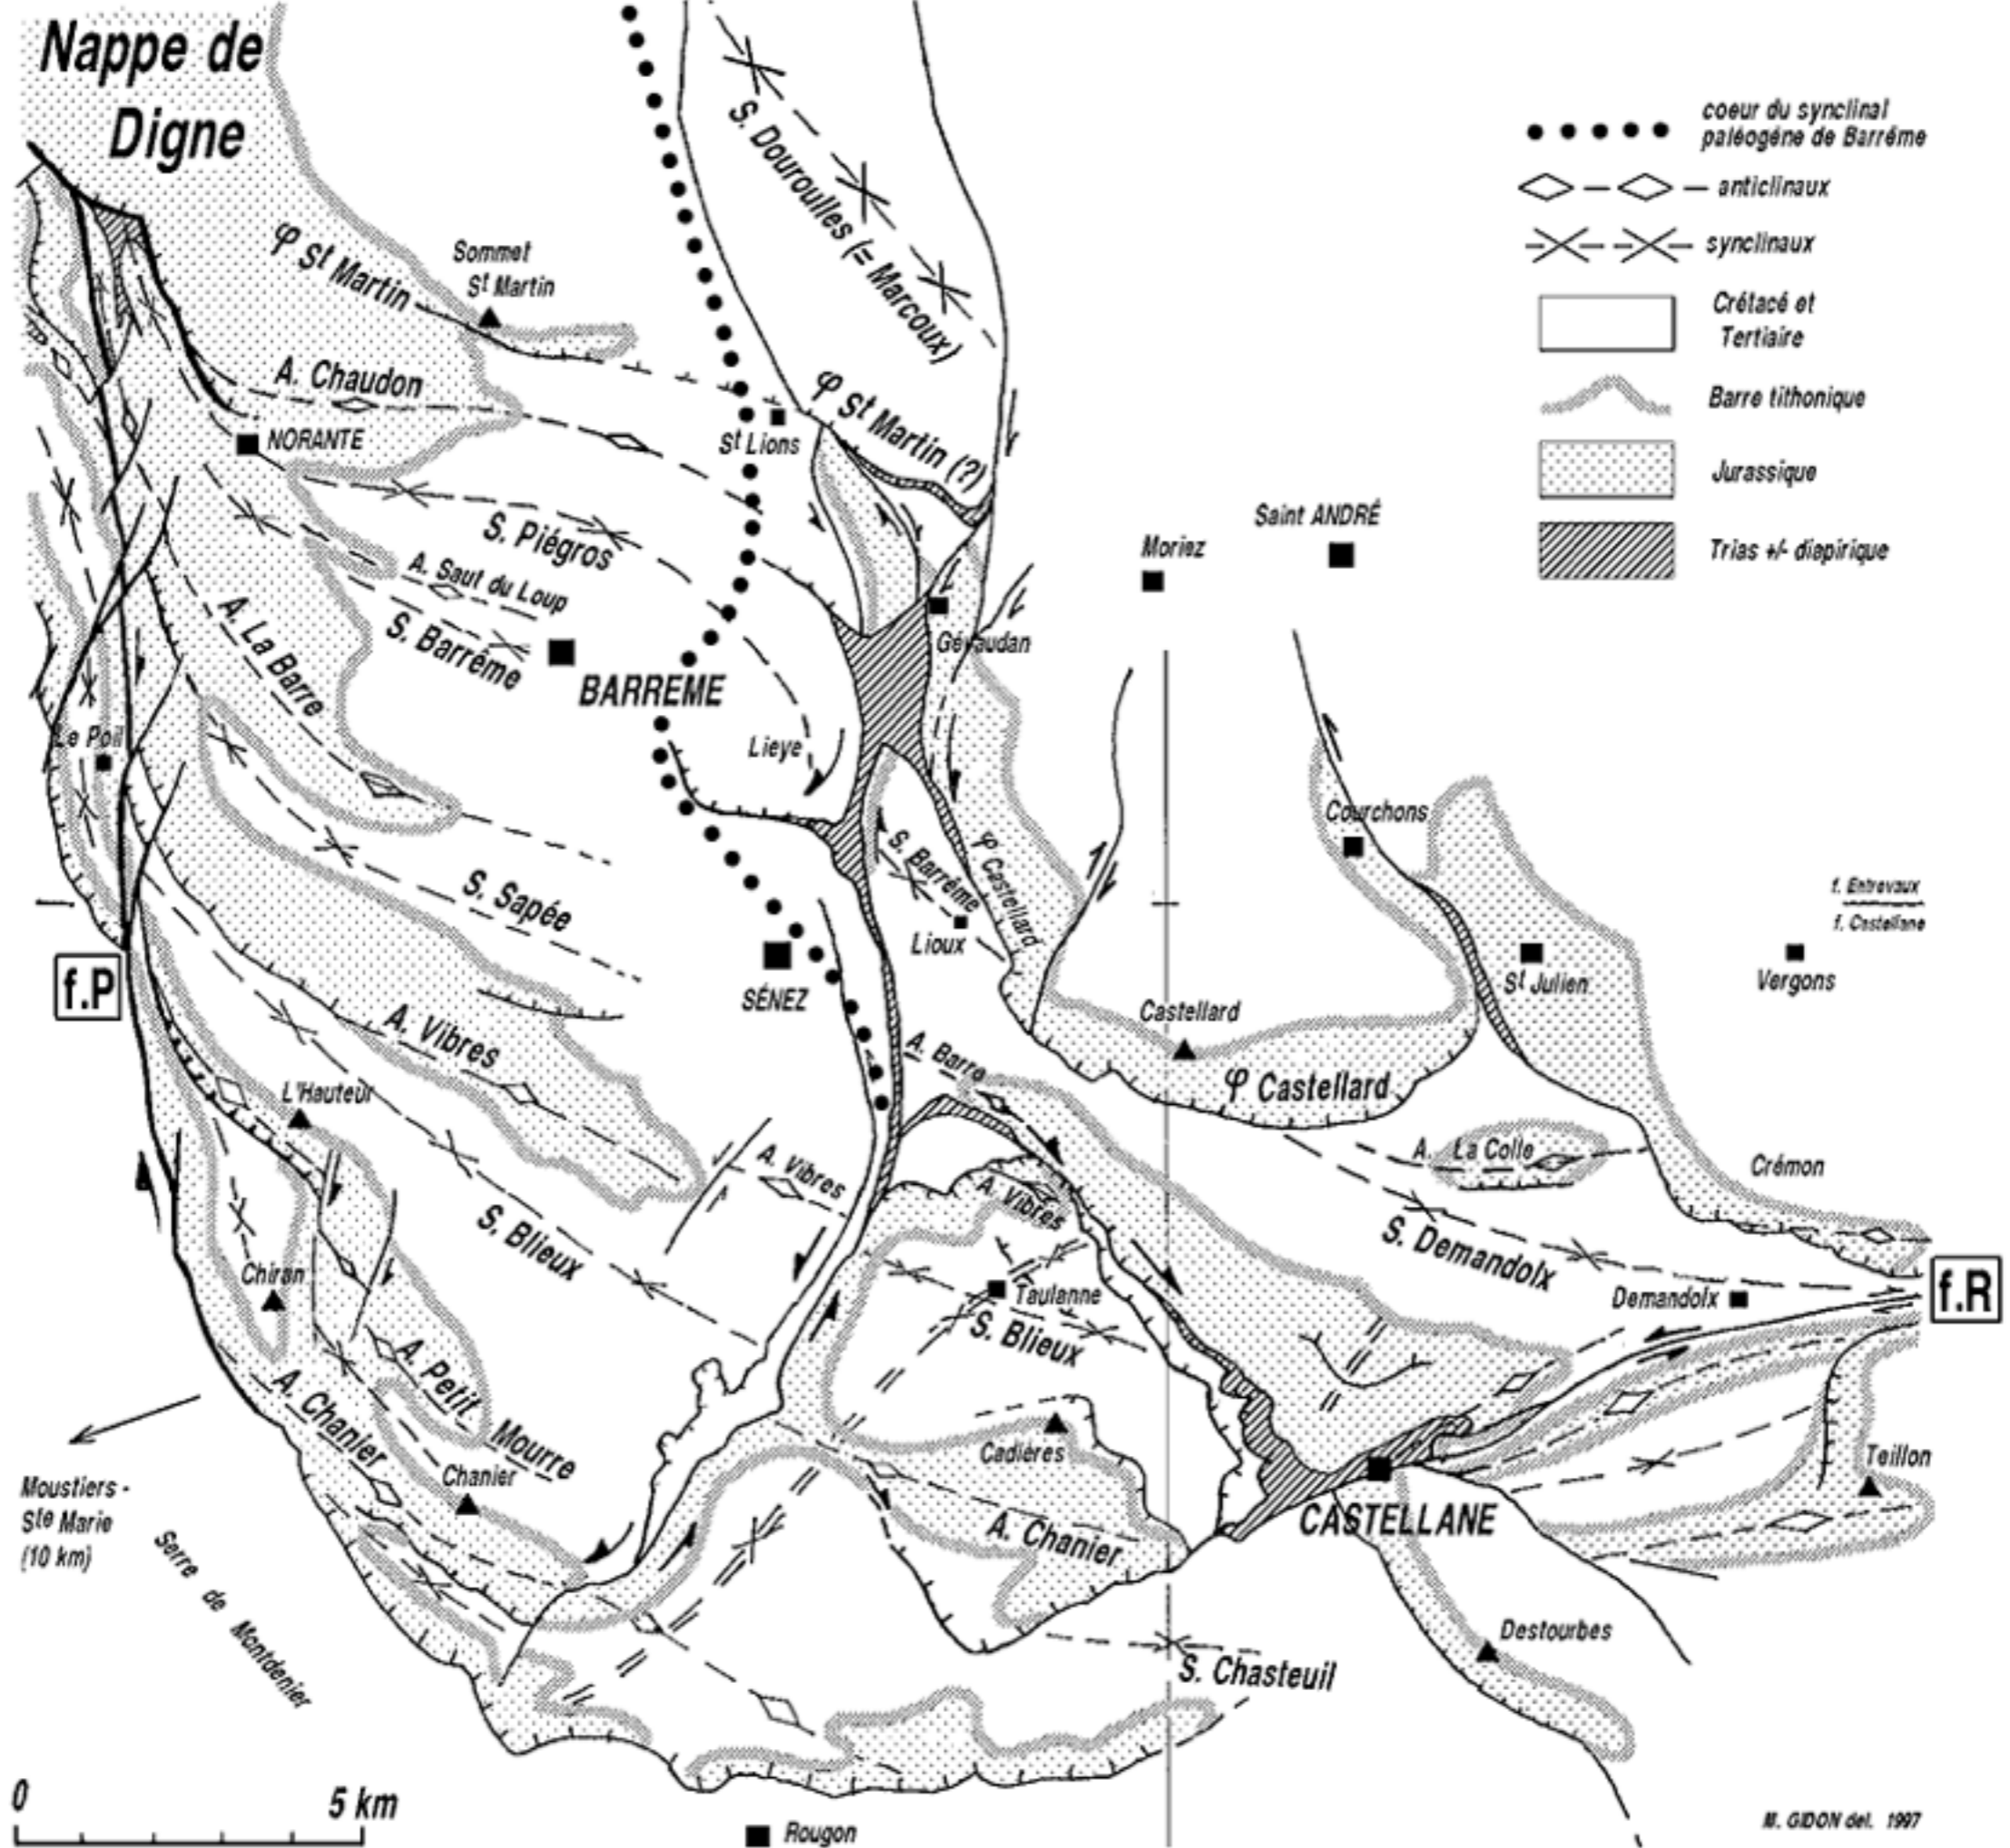 Nappe de
Digne
coeur du synclinal
paléogène de Barrême
anticlinaux
synclinaux
Crétacé et
Tertiaire
Barre tithonique
Jurassique
Trias +/- diapirique
S. Douroulles (= Marcoux)
φ St Martin
Sommet
St Martin
A. Chaudon
NORANTE
St Lions
φ St Martin (?)
S. Piégros
A. Saut du Loup
S. Barrême
BARREME
A. La Barre
Le Poil
Lieye
Gévaudan
Moriez
Saint ANDRÉ
S. Sapée
S. Barrême
Lioux
φ Castellard
Courchons
St Julien
f. Entrevaux
f. Castellane
Vergons
f.P
SÉNEZ
A. Vibres
Castellard
φ Castellard
A. Barre
L'Hauteur
A. La Colle
Crémon
A. Vibres
A. Vibres
S. Blieux
S. Demandolx
Demandolx
f.R
Chiran
Taulanne
S. Blieux
A. Petit Mourre
A. Chanier
Chanier
Cadières
A. Chanier
CASTELLANE
Teillon
Moustiers -
Ste Marie
(10 km)
Serre de Montdenier
Destourbes
S. Chasteuil
0 5 km
Rougon
M. GIDON del. 1997